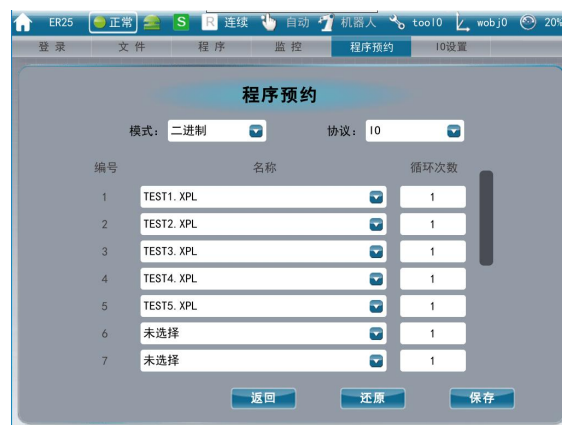 ER25 正常 S R 连续 自动 机器人 tool0 wobj0 20%
登录 文件 程序 监控 程序预约 IO设置
程序预约
模式: 二进制 协议: IO
编号 名称 循环次数
1 TEST1.XPL 1
2 TEST2.XPL 1
3 TEST3.XPL 1
4 TEST4.XPL 1
5 TEST5.XPL 1
6 未选择 1
7 未选择 1
返回 还原 保存